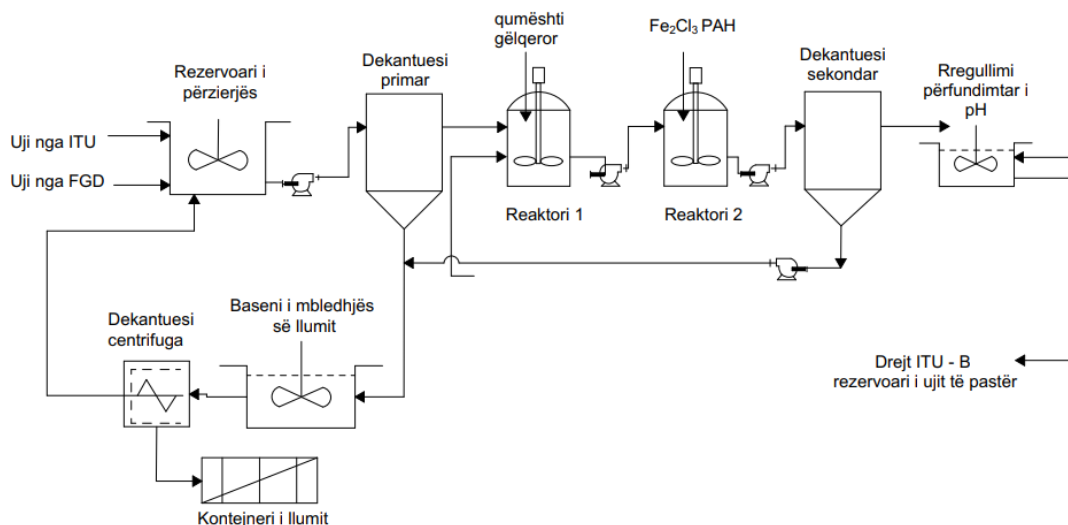 qumështi
gëlqeror
Fe₂Cl₃ PAH
Dekantuesi
sekondar
Rezervoari i
përzierjës
Dekantuesi
primar
Rregullimi
përfundimtar i
pH
Uji nga ITU
Uji nga FGD
Reaktori 1
Reaktori 2
Baseni i mbledhjës
së llumit
Dekantuesi
centrifuga
Drejt ITU - B
rezervoari i ujit të pastër
Kontejneri i llumit